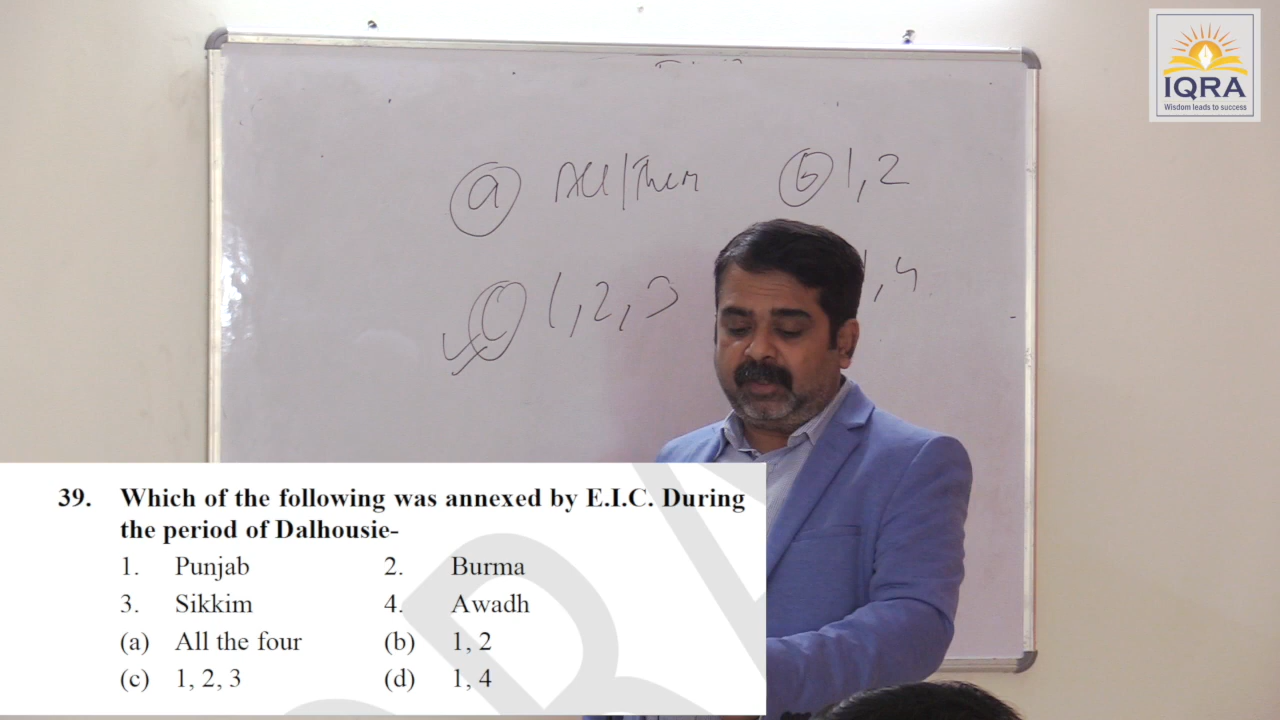 IQRA
Wisdom leads to success
(a) All/Them (b) 1,2
(c) 1,2,3 1,4
39. Which of the following was annexed by E.I.C. During
the period of Dalhousie-
1. Punjab 2. Burma
3. Sikkim 4. Awadh
(a) All the four (b) 1, 2
(c) 1, 2, 3 (d) 1, 4